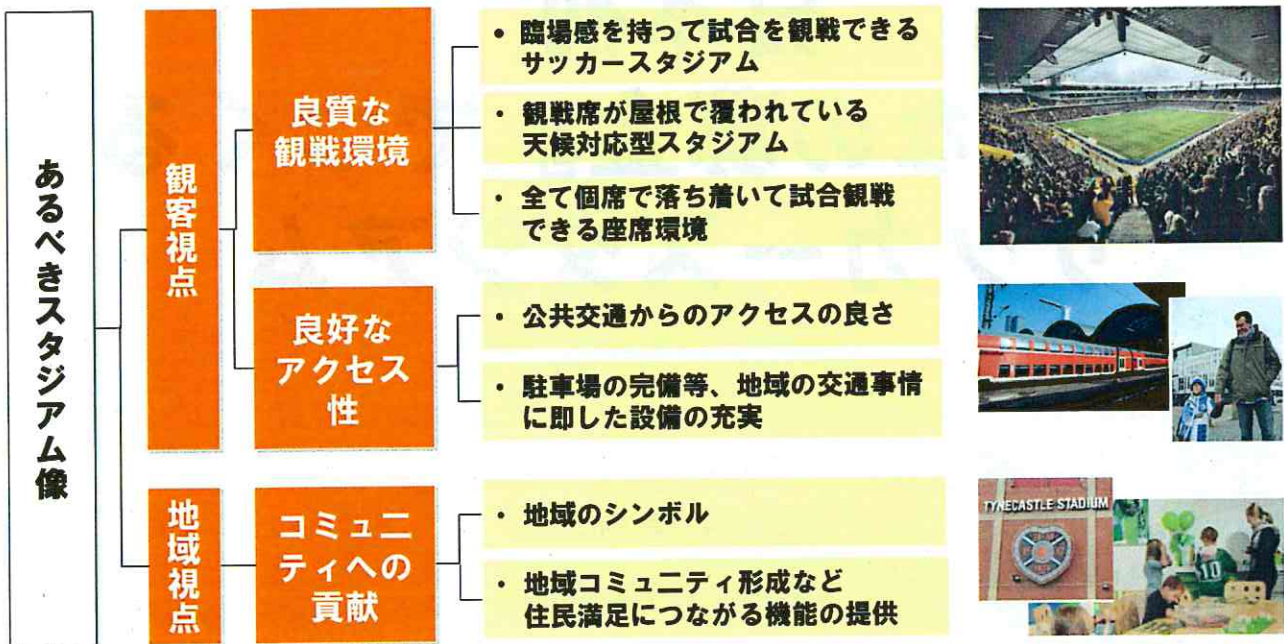 あるべきスタジアム像
観客視点
良質な
観戦環境
• 臨場感を持って試合を観戦できる
サッカースタジアム
• 観戦席が屋根で覆われている
天候対応型スタジアム
• 全て個席で落ち着いて試合観戦
できる座席環境
良好な
アクセス
性
• 公共交通からのアクセスの良さ
• 駐車場の完備等、地域の交通事情
に即した設備の充実
地域視点
コミュニ
ティへの
貢献
• 地域のシンボル
• 地域コミュニティ形成など
住民満足につながる機能の提供
TYNECASTLE STADIUM
10